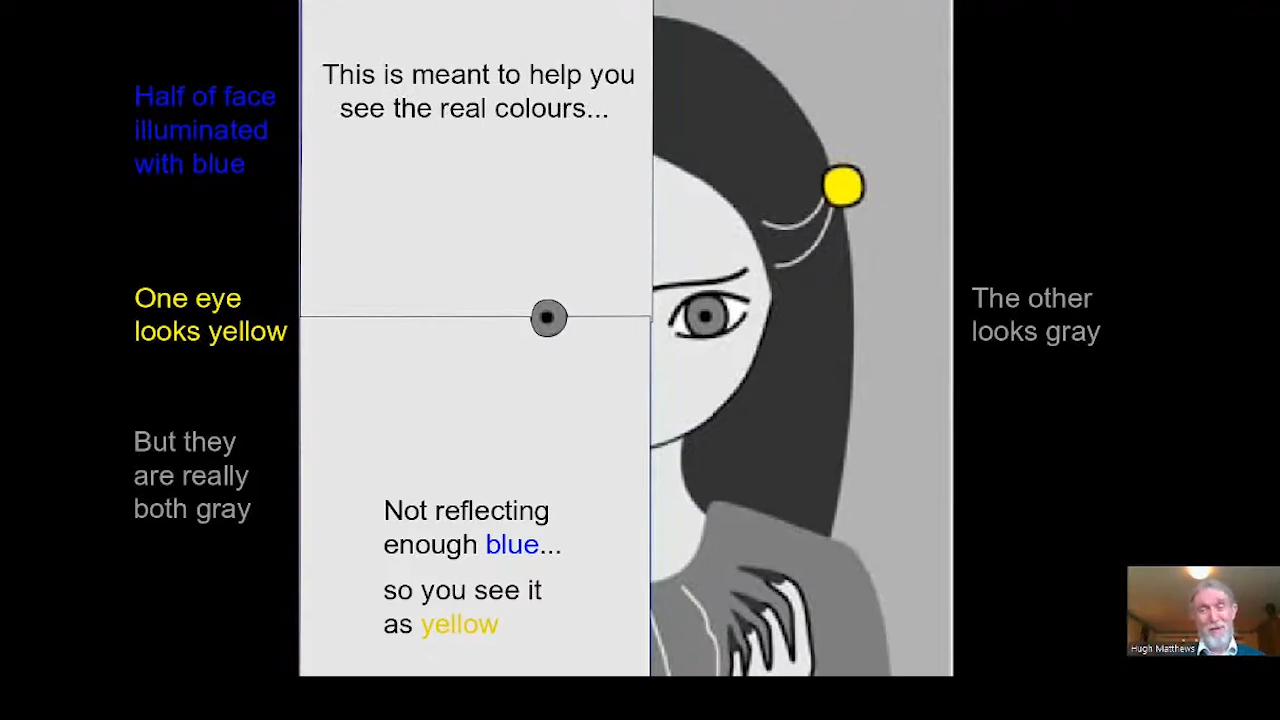 Half of face
illuminated
with blue
One eye
looks yellow
But they
are really
both gray
This is meant to help you
see the real colours...
Not reflecting
enough blue...
so you see it
as yellow
The other
looks gray
Hugh Matthews